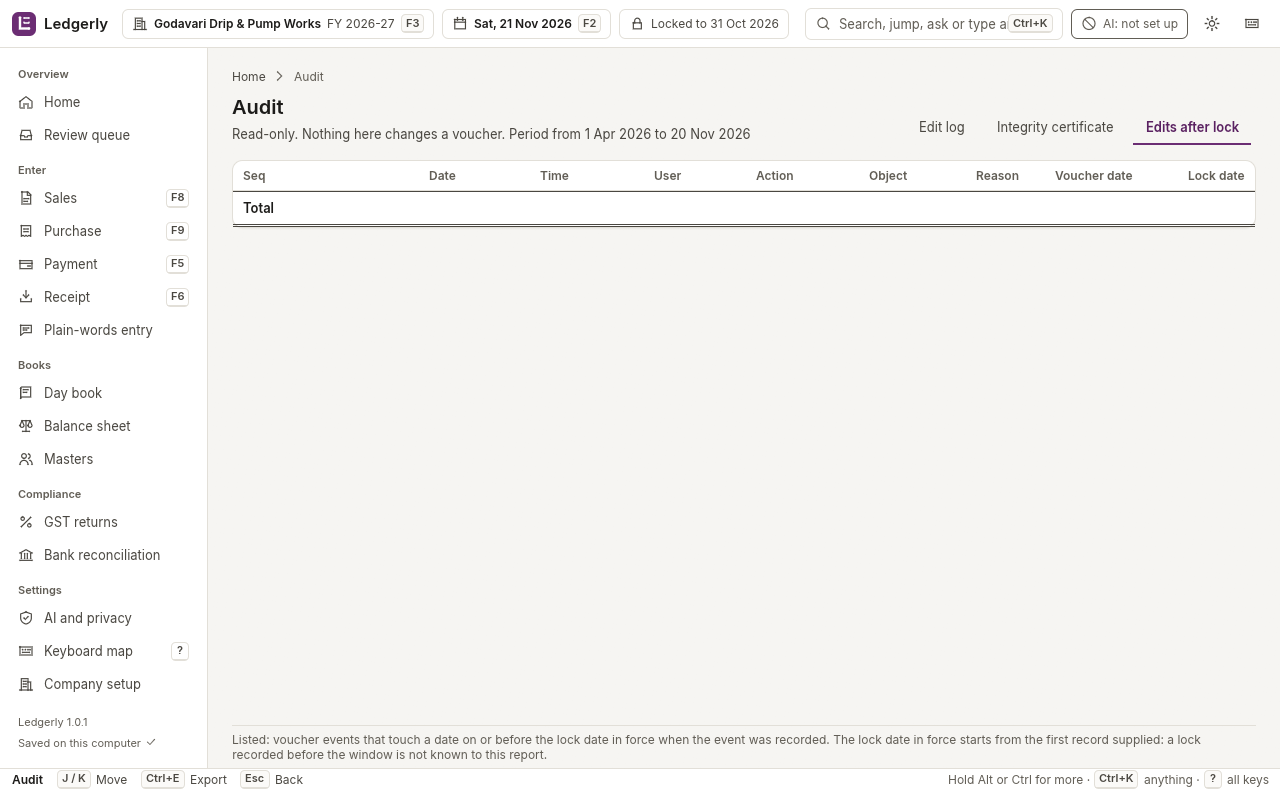 Ledgerly
Godavari Drip & Pump Works FY 2026-27 F3
Sat, 21 Nov 2026 F2
Locked to 31 Oct 2026
Search, jump, ask or type a Ctrl+K
AI: not set up
Overview
Home
Review queue
Enter
Sales F8
Purchase F9
Payment F5
Receipt F6
Plain-words entry
Books
Day book
Balance sheet
Masters
Compliance
GST returns
Bank reconciliation
Settings
AI and privacy
Keyboard map ?
Company setup
Ledgerly 1.0.1
Saved on this computer
Home Audit
Audit
Read-only. Nothing here changes a voucher. Period from 1 Apr 2026 to 20 Nov 2026
Edit log Integrity certificate Edits after lock
Seq Date Time User Action Object Reason Voucher date Lock date
Total
Listed: voucher events that touch a date on or before the lock date in force when the event was recorded. The lock date in force starts from the first record supplied: a lock
recorded before the window is not known to this report.
Audit J / K Move Ctrl+E Export Esc Back
Hold Alt or Ctrl for more · Ctrl+K anything · ? all keys